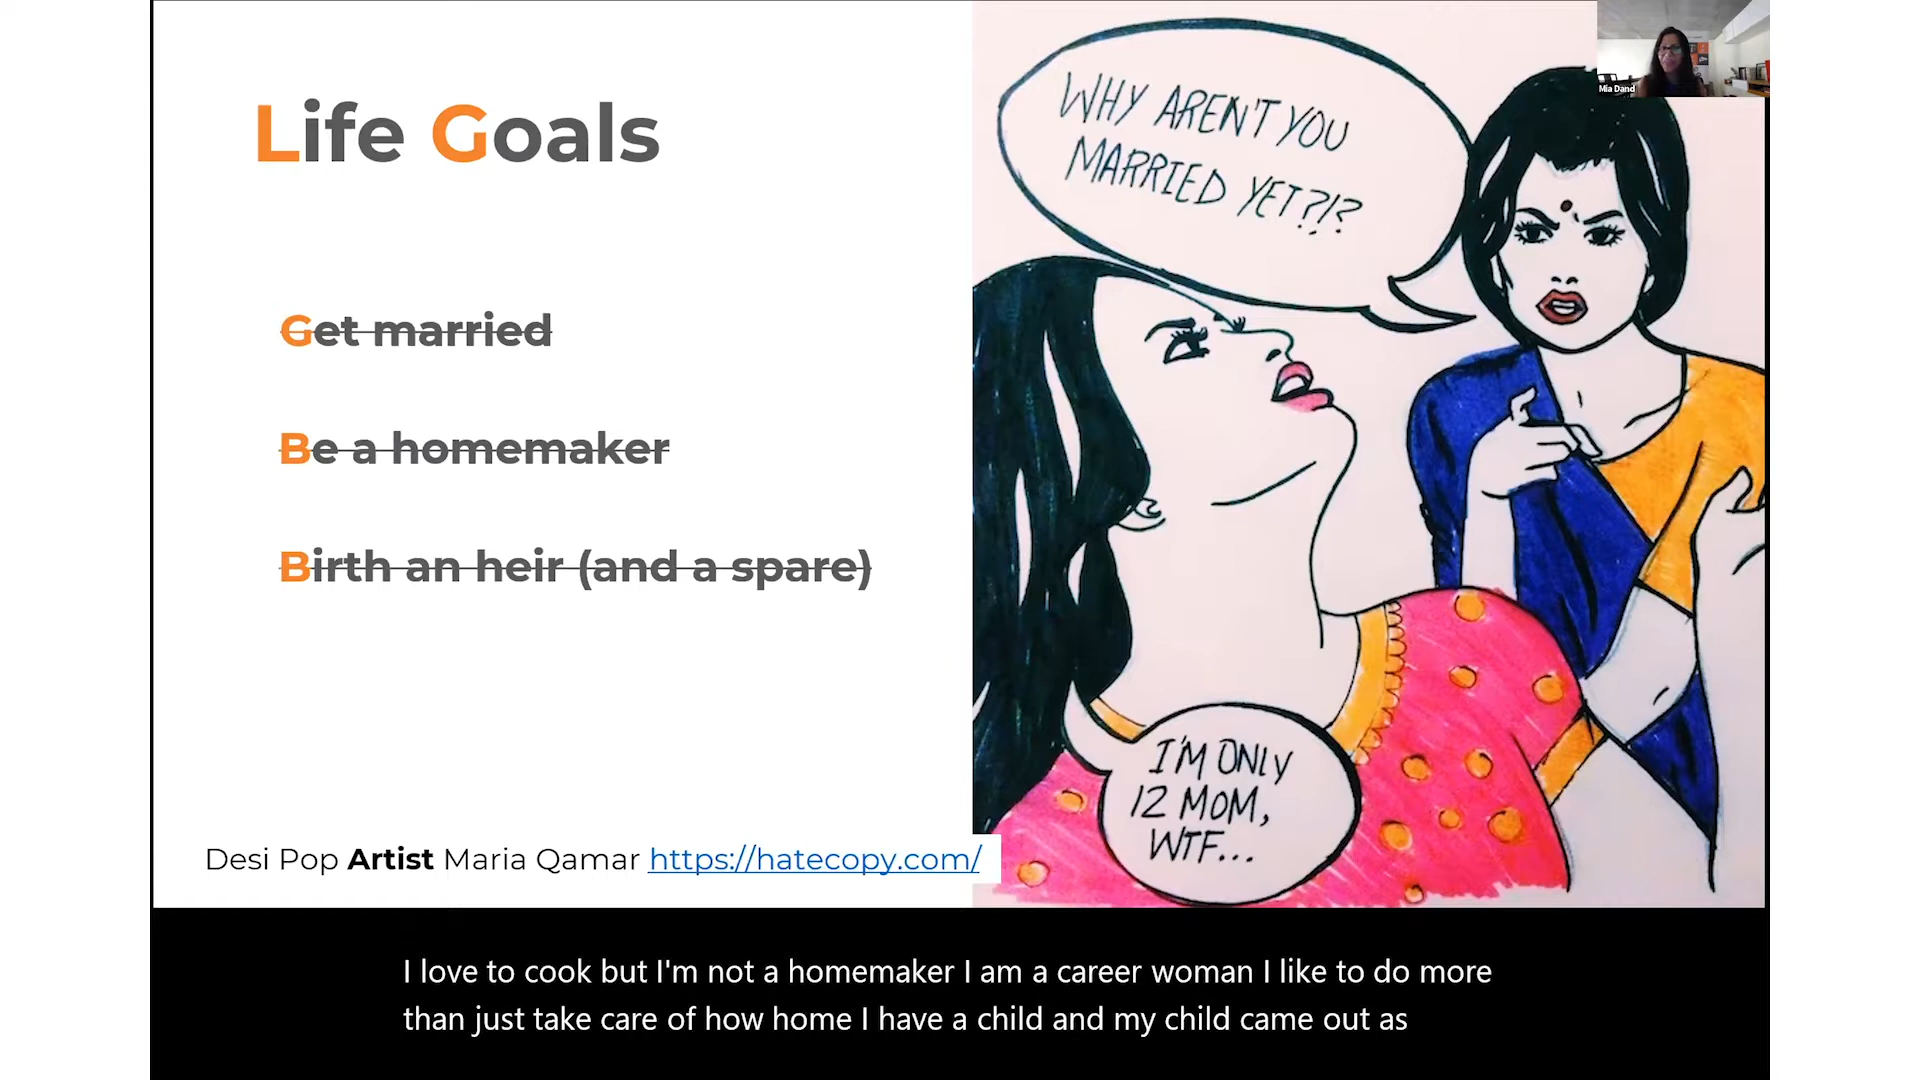 Life Goals
Get married
Be a homemaker
Birth an heir (and a spare)
Desi Pop Artist Maria Qamar https://hatecopy.com/
WHY AREN'T YOU
MARRIED YET?!?
I'M ONLY
12 MOM,
WTF...
Mia Dand
I love to cook but I'm not a homemaker I am a career woman I like to do more
than just take care of how home I have a child and my child came out as